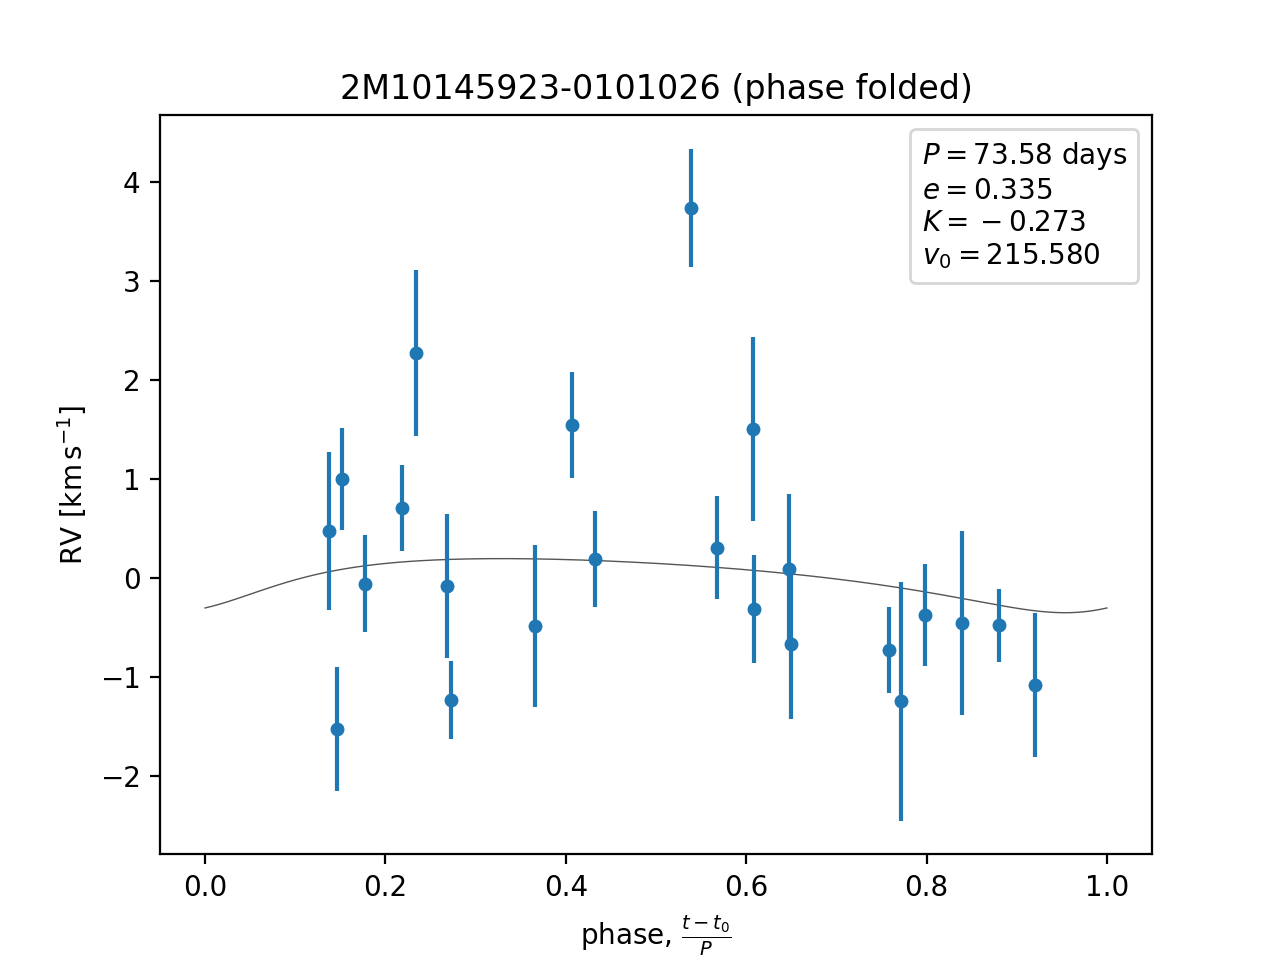 2M10145923-0101026 (phase folded)
P = 73.58 days
e = 0.335
K = −0.273
v₀ = 215.580
RV [km s⁻¹]
4
3
2
1
0
−1
−2
0.0 0.2 0.4 0.6 0.8 1.0
phase, (t − t₀)/P